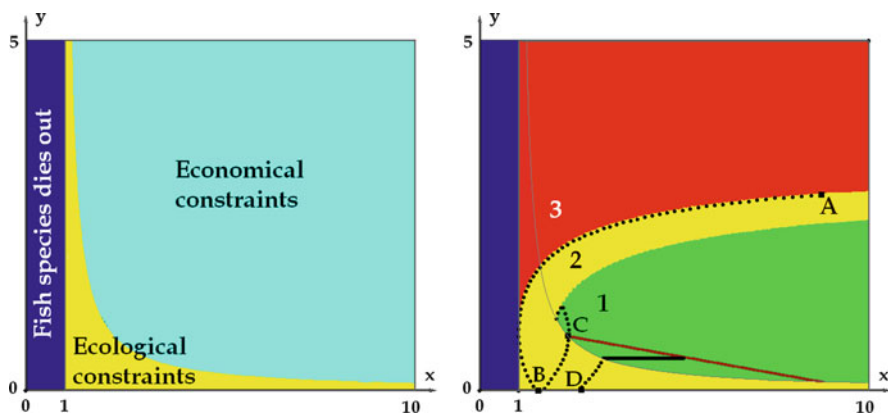 y
5
Fish species dies out
Economical
constraints
Ecological
constraints
x
0
0 1 10
y
5
3
2
1
A
C
B
D
x
0
0 1 10